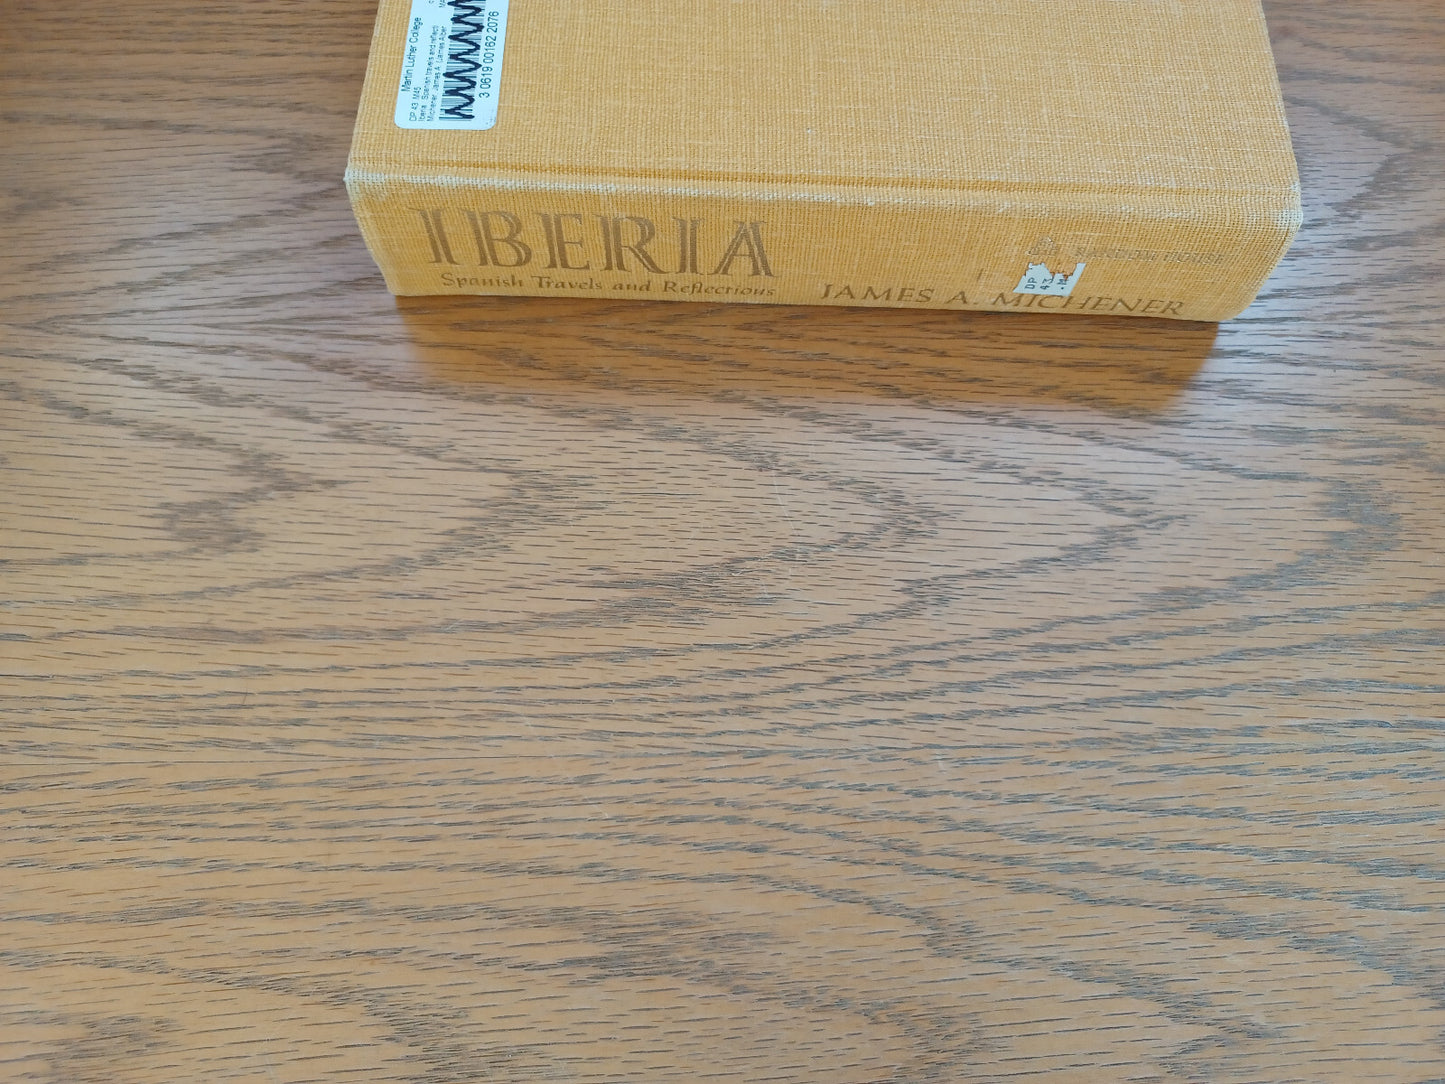 Martin Luther College
DP 43 .M45
Iberia : Spanish travels and reflecti
Michener, James A. (James Alber
3 0619 00162 2076
IBERIA
Spanish Travels and Reflections
JAMES A. MICHENER
RANDOM HOUSE
DP
43